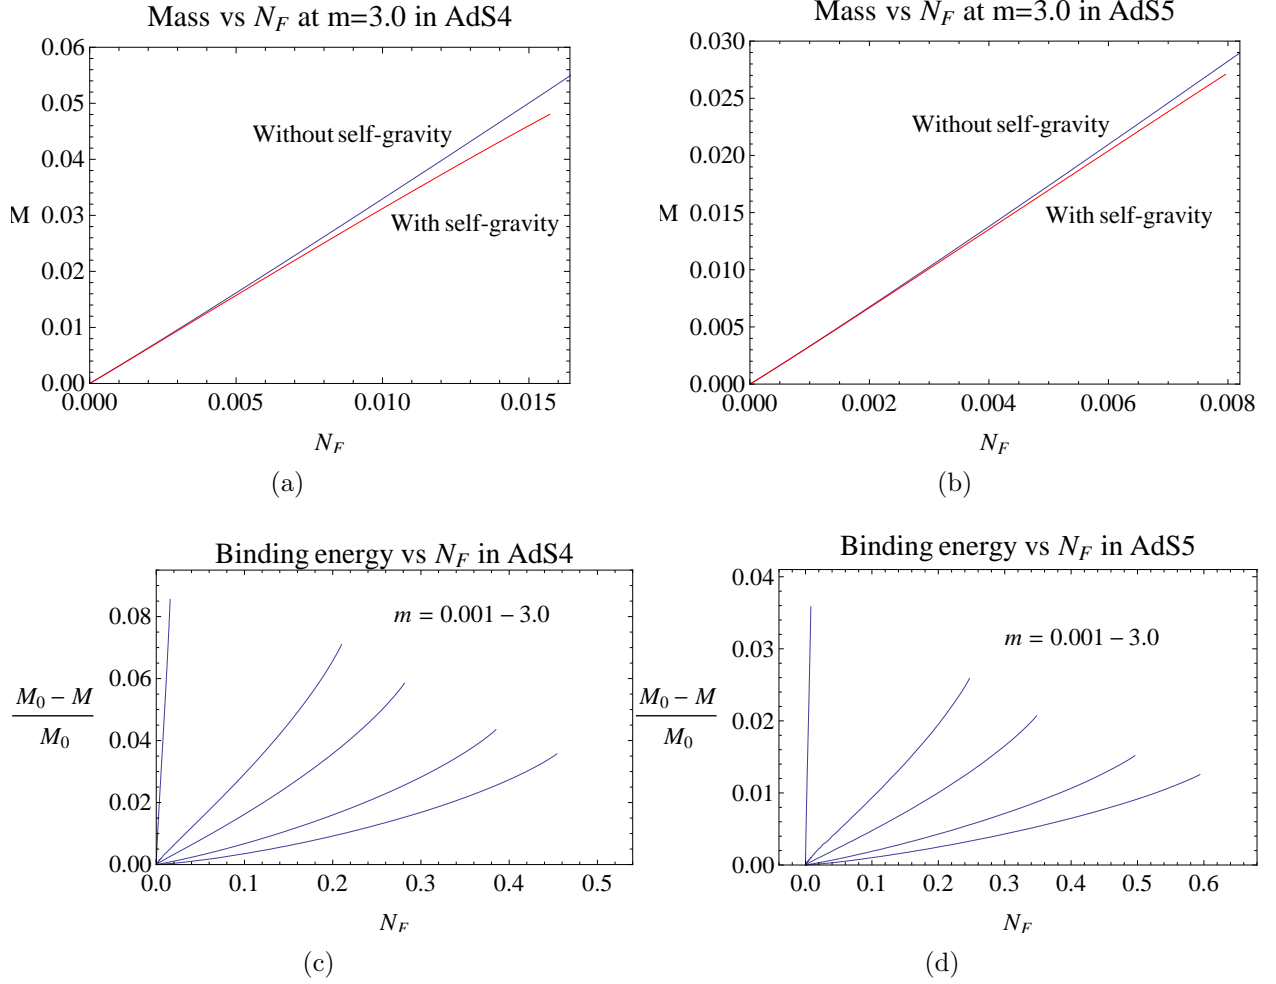 Mass vs N_F at m=3.0 in AdS4
0.06
0.05
0.04
M 0.03
0.02
0.01
0.00
Without self-gravity
With self-gravity
0.000 0.005 0.010 0.015
N_F
(a)
Mass vs N_F at m=3.0 in AdS5
0.030
0.025
0.020
M 0.015
0.010
0.005
0.000
Without self-gravity
With self-gravity
0.000 0.002 0.004 0.006 0.008
N_F
(b)
Binding energy vs N_F in AdS4
m = 0.001 – 3.0
0.08
0.06
0.04
0.02
0.00
M_0 − M
M_0
0.0 0.1 0.2 0.3 0.4 0.5
N_F
(c)
Binding energy vs N_F in AdS5
m = 0.001 – 3.0
0.04
0.03
0.02
0.01
0.00
M_0 − M
M_0
0.0 0.1 0.2 0.3 0.4 0.5 0.6
N_F
(d)